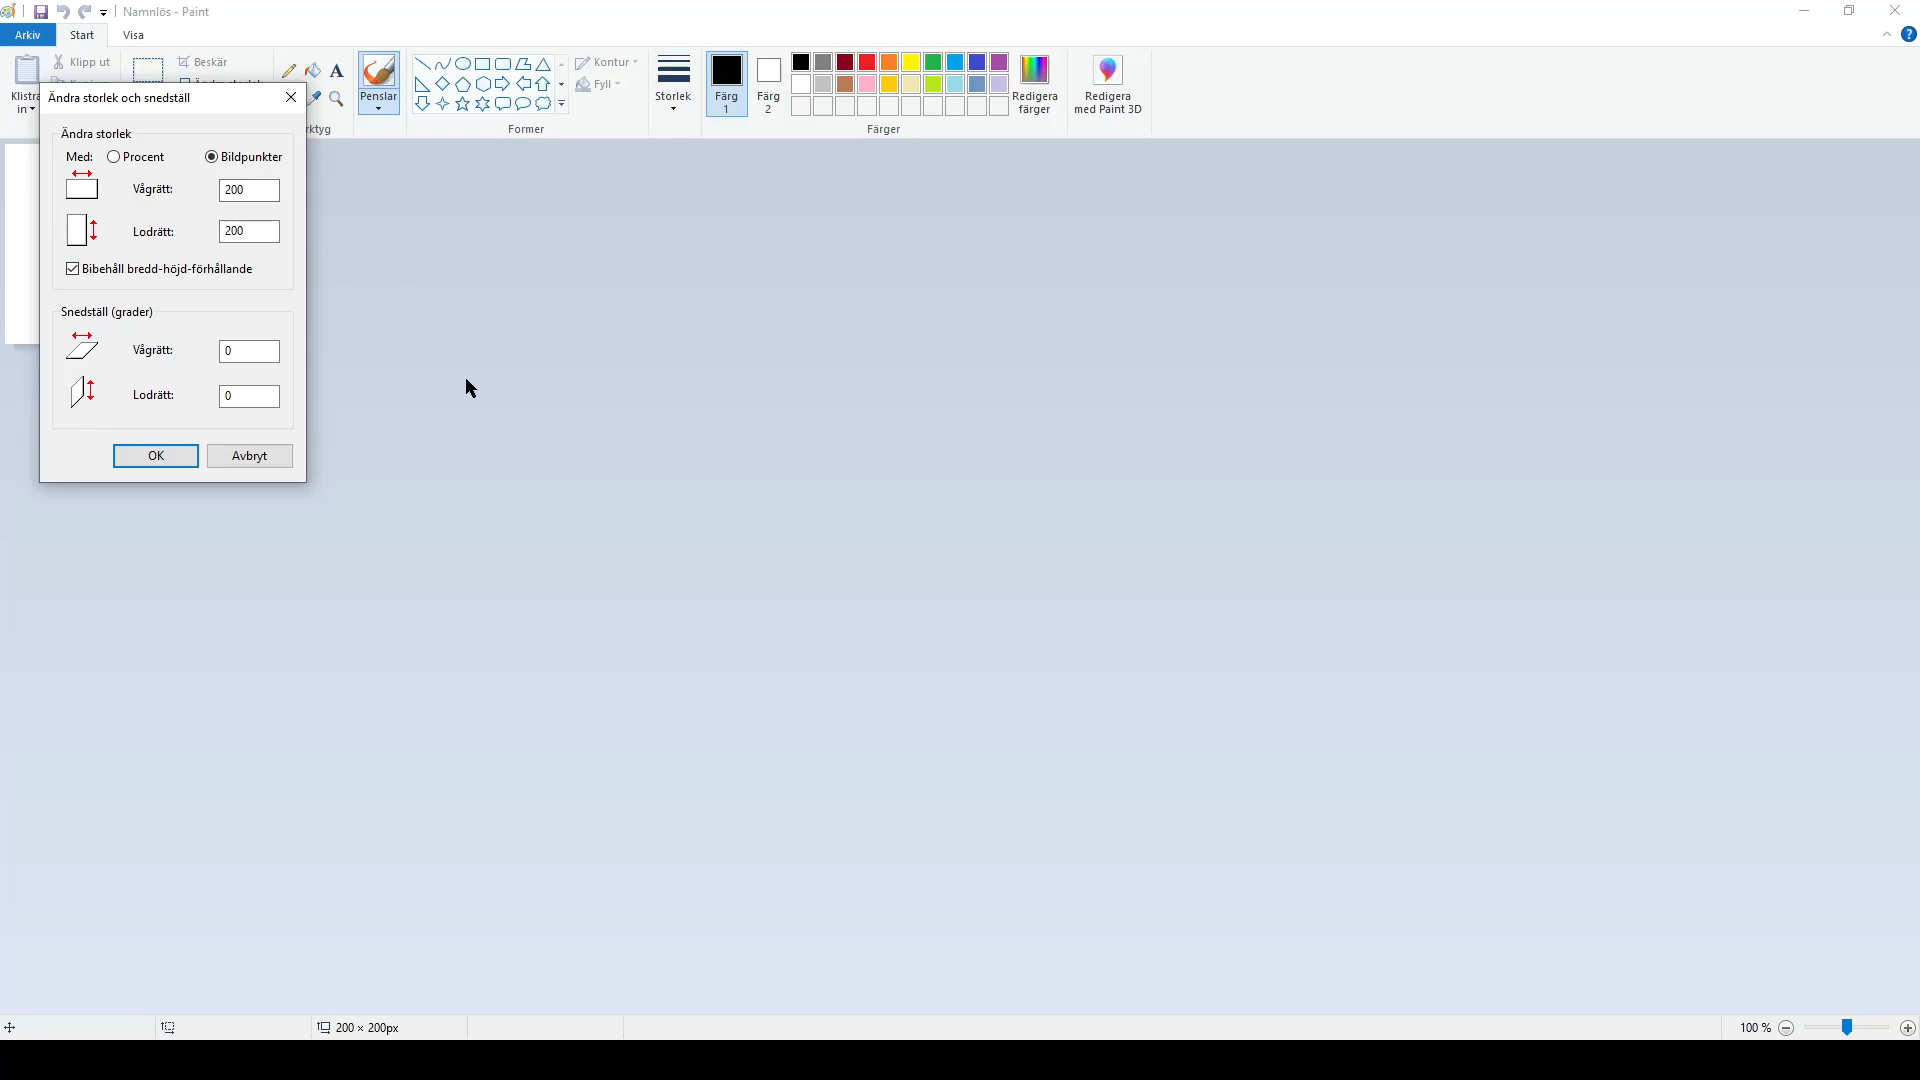 Namnlös - Paint
Arkiv
Start
Visa
Klistra
in
Klipp ut
Beskär
A
Penslar
Kontur
Fyll
Former
Storlek
Färg
1
Färg
2
Redigera
färger
Färger
Redigera
med Paint 3D
?
Ändra storlek och snedställ
Ändra storlek
Med:
Procent
Bildpunkter
Vågrätt:
200
Lodrätt:
200
Bibehåll bredd-höjd-förhållande
Snedställ (grader)
Vågrätt:
0
Lodrätt:
0
OK
Avbryt
200 × 200px
100 %